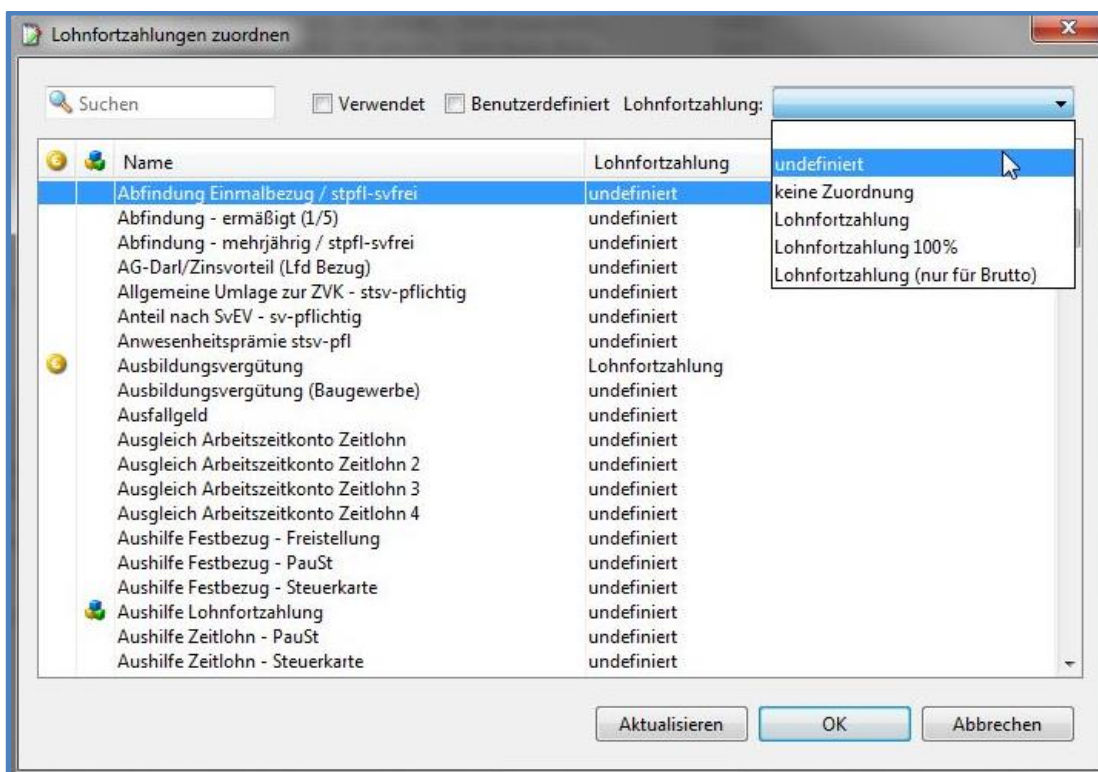 Lohnfortzahlungen zuordnen
Suchen Verwendet Benutzerdefiniert Lohnfortzahlung:
Name Lohnfortzahlung
undefiniert
keine Zuordnung
Lohnfortzahlung
Lohnfortzahlung 100%
Lohnfortzahlung (nur für Brutto)
Abfindung Einmalbezug / stpfl-svfrei undefiniert
Abfindung - ermäßigt (1/5) undefiniert
Abfindung - mehrjährig / stpfl-svfrei undefiniert
AG-Darl/Zinsvorteil (Lfd Bezug) undefiniert
Allgemeine Umlage zur ZVK - stsv-pflichtig undefiniert
Anteil nach SvEV - sv-pflichtig undefiniert
Anwesenheitsprämie stsv-pfl undefiniert
Ausbildungsvergütung Lohnfortzahlung
Ausbildungsvergütung (Baugewerbe) undefiniert
Ausfallgeld undefiniert
Ausgleich Arbeitszeitkonto Zeitlohn undefiniert
Ausgleich Arbeitszeitkonto Zeitlohn 2 undefiniert
Ausgleich Arbeitszeitkonto Zeitlohn 3 undefiniert
Ausgleich Arbeitszeitkonto Zeitlohn 4 undefiniert
Aushilfe Festbezug - Freistellung undefiniert
Aushilfe Festbezug - PauSt undefiniert
Aushilfe Festbezug - Steuerkarte undefiniert
Aushilfe Lohnfortzahlung undefiniert
Aushilfe Zeitlohn - PauSt undefiniert
Aushilfe Zeitlohn - Steuerkarte undefiniert
Aktualisieren OK Abbrechen